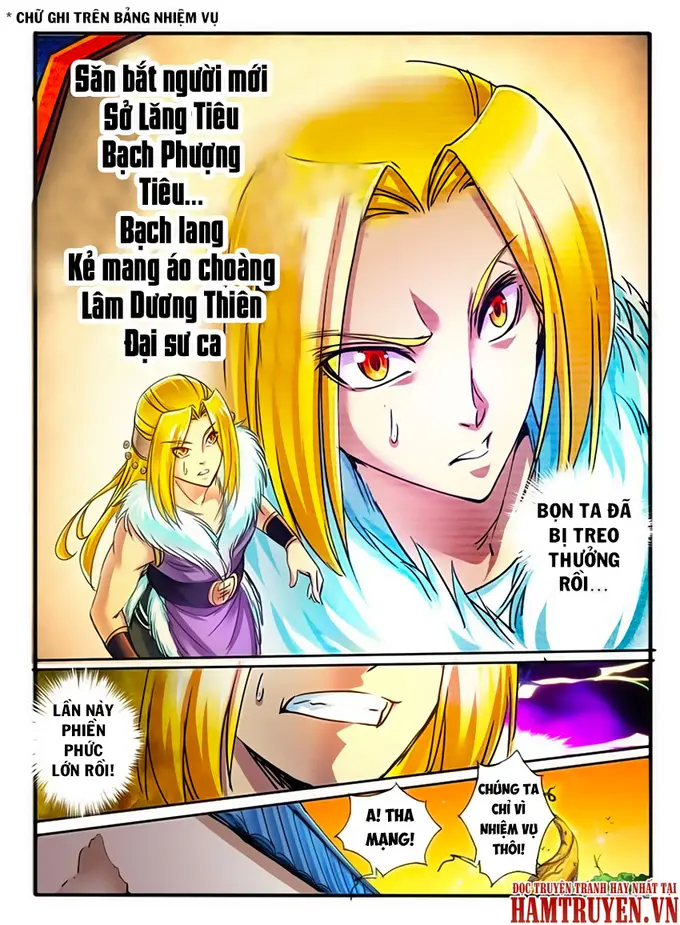 * CHỮ GHI TRÊN BẢNG NHIỆM VỤ
Săn bắt người mới
Sở Lăng Tiêu
Bạch Phượng
Tiêu...
Bạch lang
Kẻ mang áo choàng
Lâm Dương Thiên
Đại sư ca
BỌN TA ĐÃ
BỊ TREO
THƯỞNG
RỒI...
LẦN NÀY
PHIỀN
PHỨC
LỚN RỒI!
CHÚNG TA
CHỈ VÌ
NHIỆM VỤ
THÔI!
A! THA
MẠNG!
ĐỌC TRUYỆN TRANH HAY NHẤT TẠI
HAMTRUYEN.VN